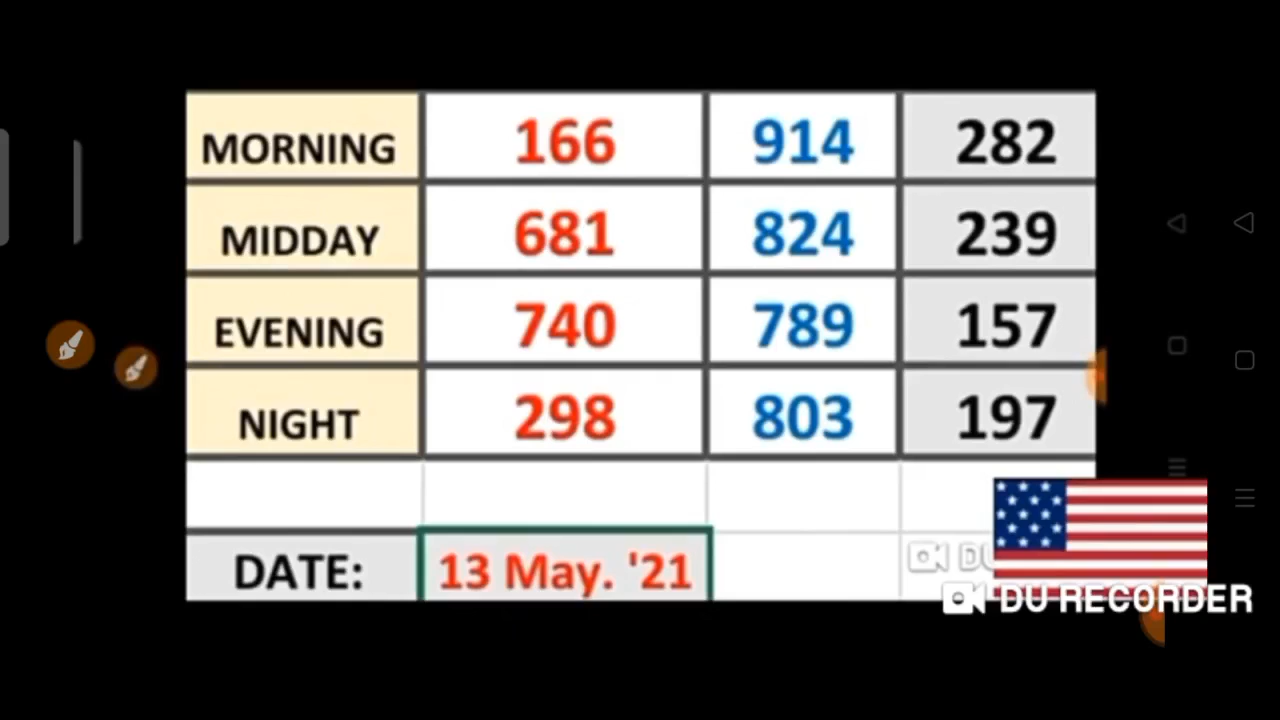 MORNING 166 914 282
MIDDAY 681 824 239
EVENING 740 789 157
NIGHT 298 803 197
DATE: 13 May. '21
DU
DU RECORDER